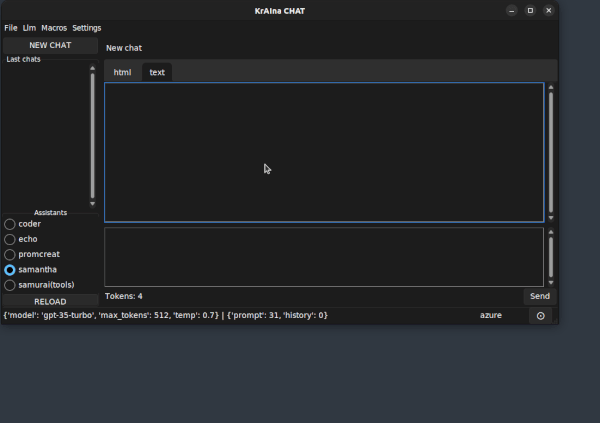 KrAIna CHAT
File Llm Macros Settings
NEW CHAT
New chat
Last chats
html text
Assistants
coder
echo
promcreat
samantha
samurai(tools)
RELOAD
Tokens: 4
Send
{'model': 'gpt-35-turbo', 'max_tokens': 512, 'temp': 0.7} | {'prompt': 31, 'history': 0}
azure